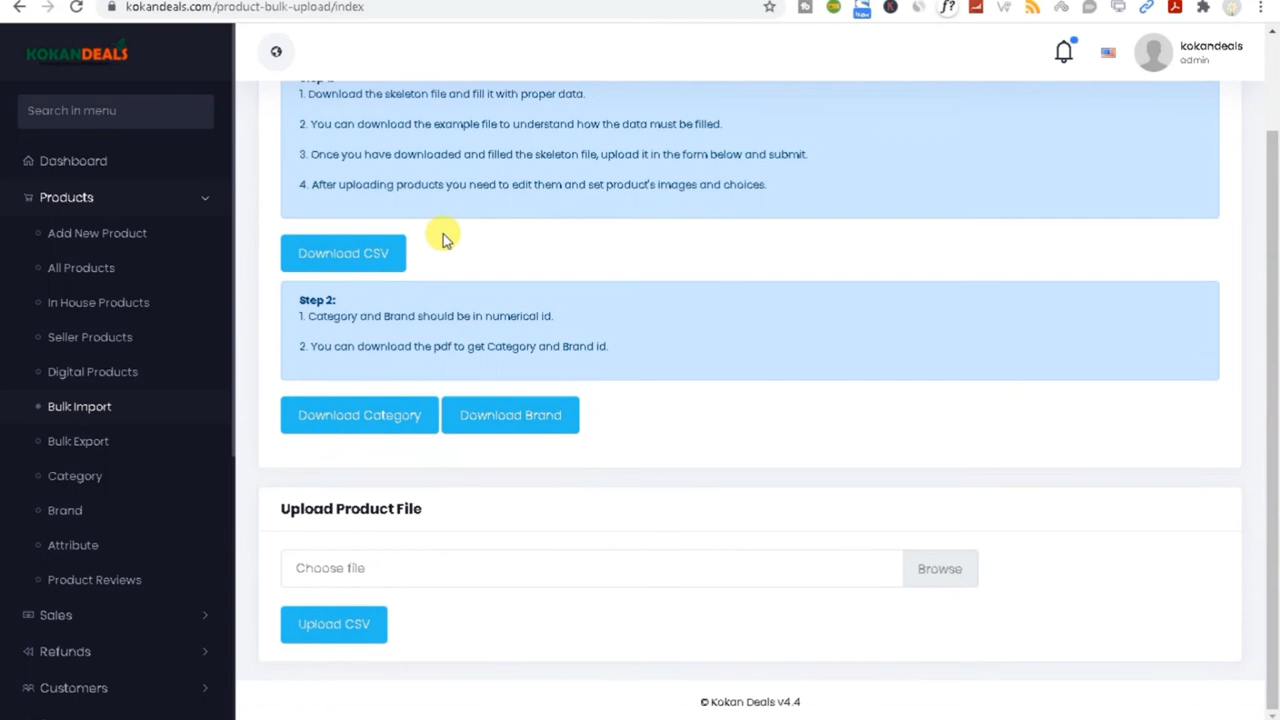 kokandeals.com/product-bulk-upload/index
KOKANDEALS
kokandeals
admin
Search in menu
Dashboard
Products
Add New Product
All Products
In House Products
Seller Products
Digital Products
Bulk Import
Bulk Export
Category
Brand
Attribute
Product Reviews
Sales
Refunds
Customers
1. Download the skeleton file and fill it with proper data.
2. You can download the example file to understand how the data must be filled.
3. Once you have downloaded and filled the skeleton file, upload it in the form below and submit.
4. After uploading products you need to edit them and set product's images and choices.
Download CSV
Step 2:
1. Category and Brand should be in numerical id.
2. You can download the pdf to get Category and Brand id.
Download Category Download Brand
Upload Product File
Choose file Browse
Upload CSV
© Kokan Deals v4.4